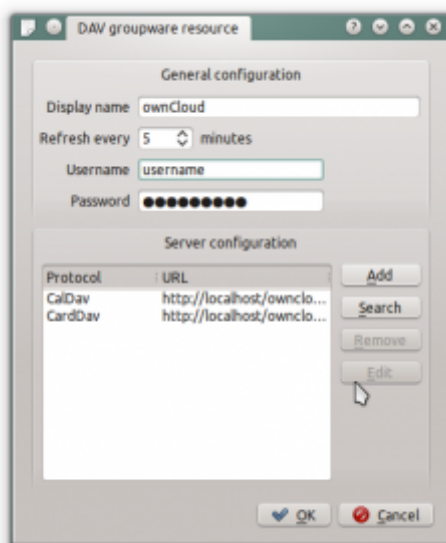 DAV groupware resource
General configuration
Display name ownCloud
Refresh every 5 minutes
Username username
Password ●●●●●●●●●
Server configuration
Protocol URL
CalDav http://localhost/ownclo...
CardDav http://localhost/ownclo...
Add
Search
Remove
Edit
OK Cancel